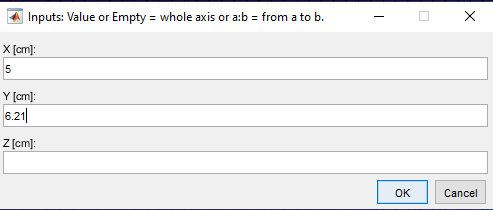 Inputs: Value or Empty = whole axis or a:b = from a to b.
X [cm]:
5
Y [cm]:
6.21
Z [cm]:
OK Cancel